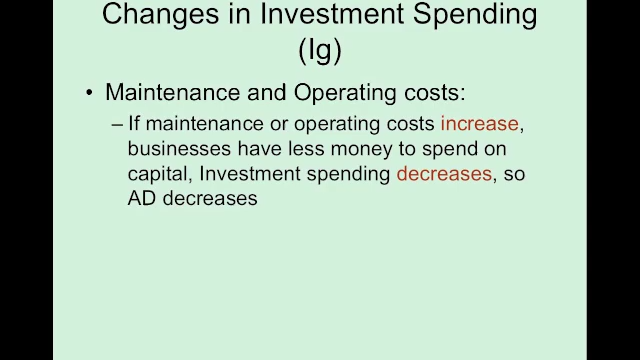 Changes in Investment Spending
(Ig)
• Maintenance and Operating costs:
– If maintenance or operating costs increase,
businesses have less money to spend on
capital, Investment spending decreases, so
AD decreases